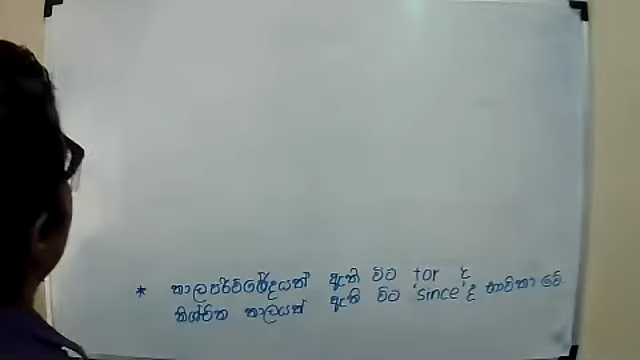 * කාලපරිච්ඡේදයක් ඇති විට for ද
නිශ්චිත කාලයක් ඇති විට 'since' ද භාවිතා වේ.